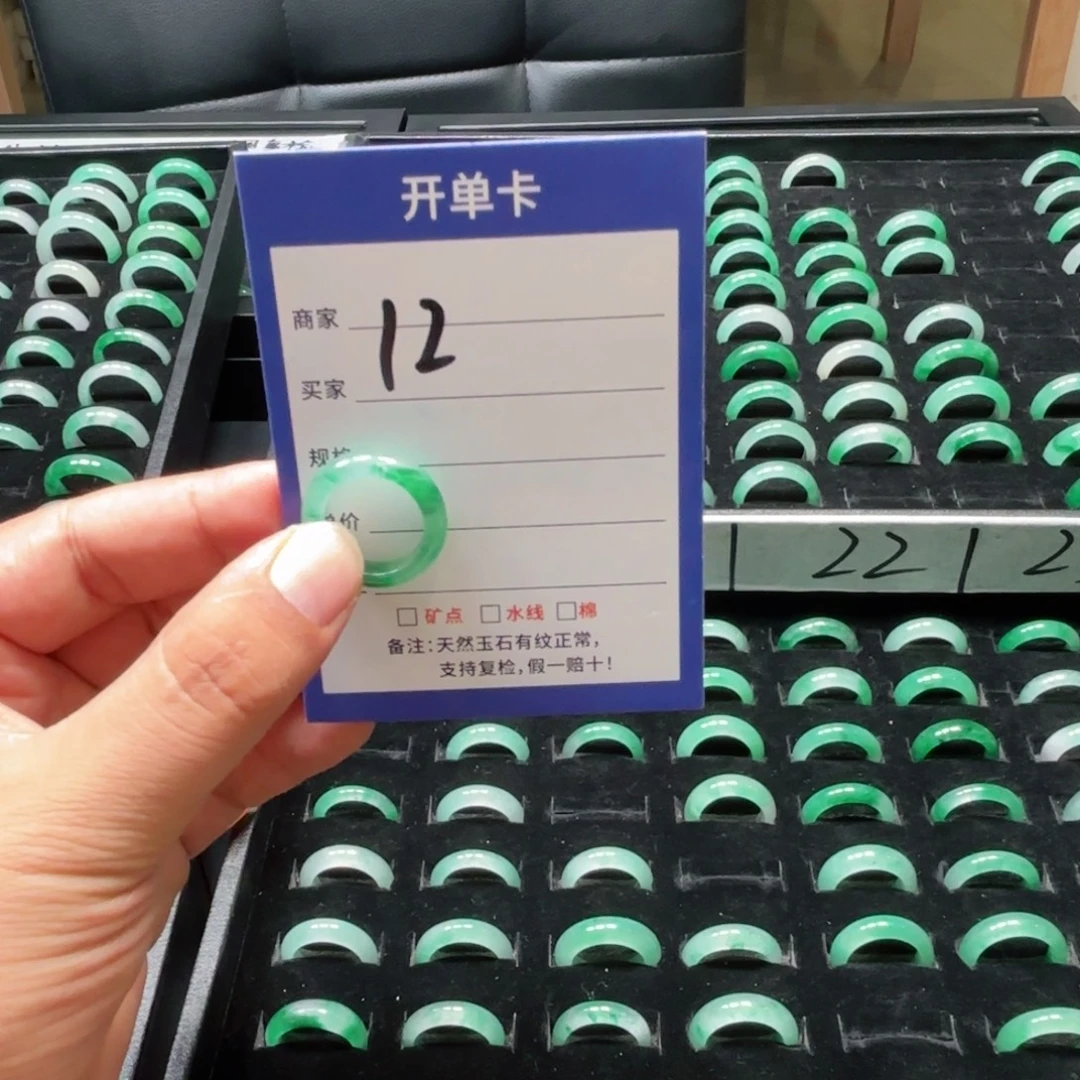 开单卡
商家
12
买家
规格
价
矿点 水线 棉
备注：天然玉石有纹正常，
支持复检，假一赔十！
22